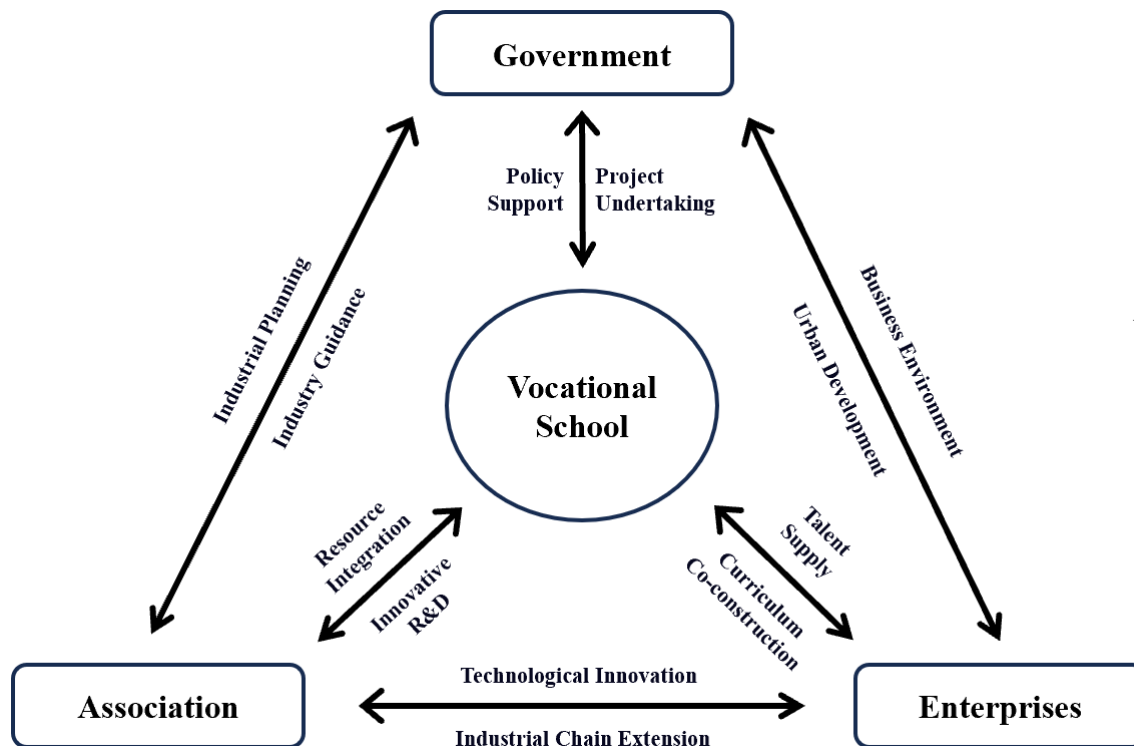 Government
Policy
Support
Project
Undertaking
Industrial Planning
Industry Guidance
Business Environment
Urban Development
Vocational
School
Resource
Integration
Innovative
R&D
Talent
Supply
Curriculum
Co-construction
Technological Innovation
Association
Enterprises
Industrial Chain Extension